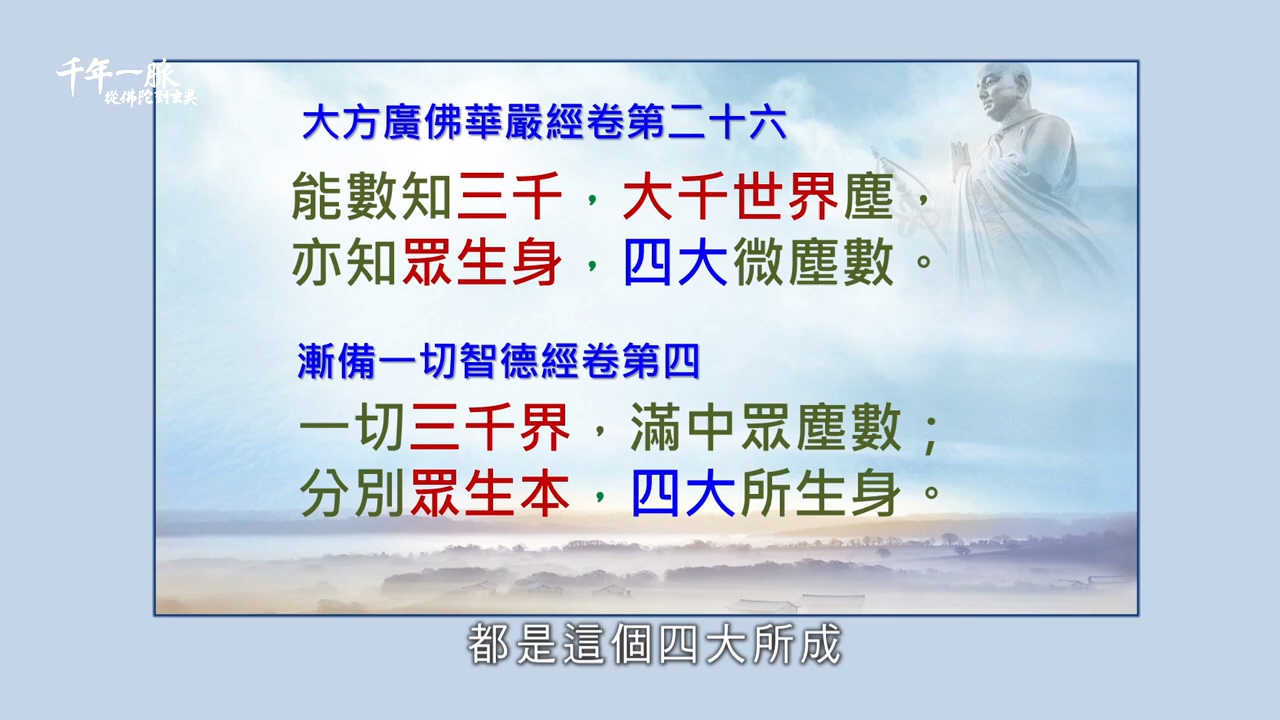 千年一脈
從佛陀到玄奘
大方廣佛華嚴經卷第二十六
能數知三千，大千世界塵，
亦知眾生身，四大微塵數。
漸備一切智德經卷第四
一切三千界，滿中眾塵數；
分別眾生本，四大所生身。
都是這個四大所成